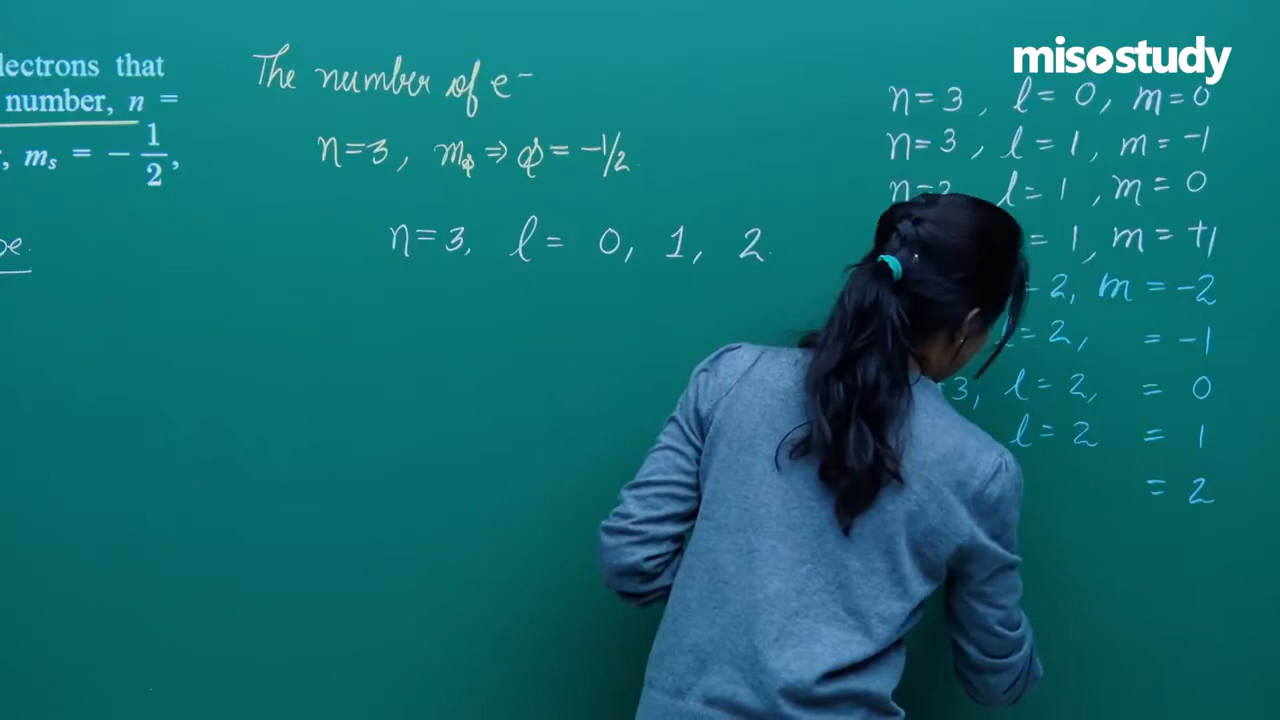 misostudy
lectrons that
number, n =
, ms = - 1/2,
The number of e-
n=3, ms ⇒ s = -1/2
n=3, l = 0, 1, 2.
n=3, l = 0, m=0
n=3, l = 1, m=-1
l=1, m=0
= 1, m=+1
2, m = -2
l=2, = -1
3, l=2, = 0
l=2 = 1
= 2